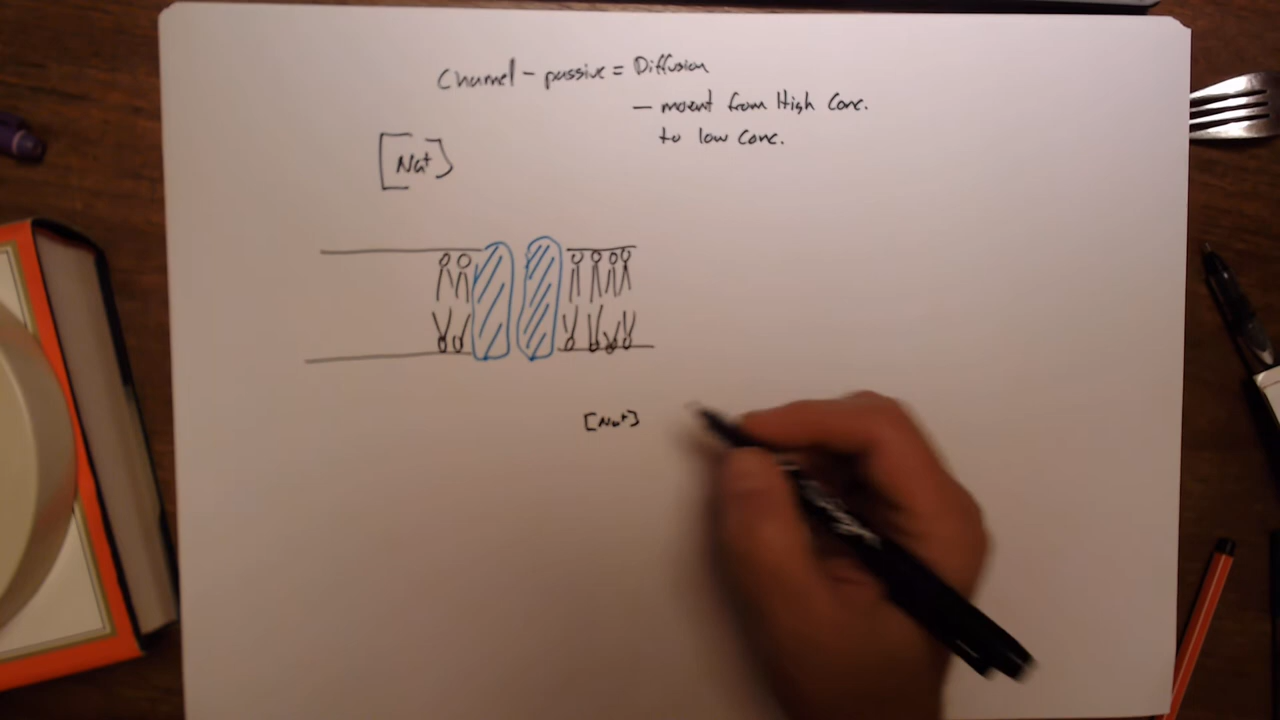 Channel - passive = Diffusion
- movent from High Conc.
to low conc.
[Na+]
[Na+]